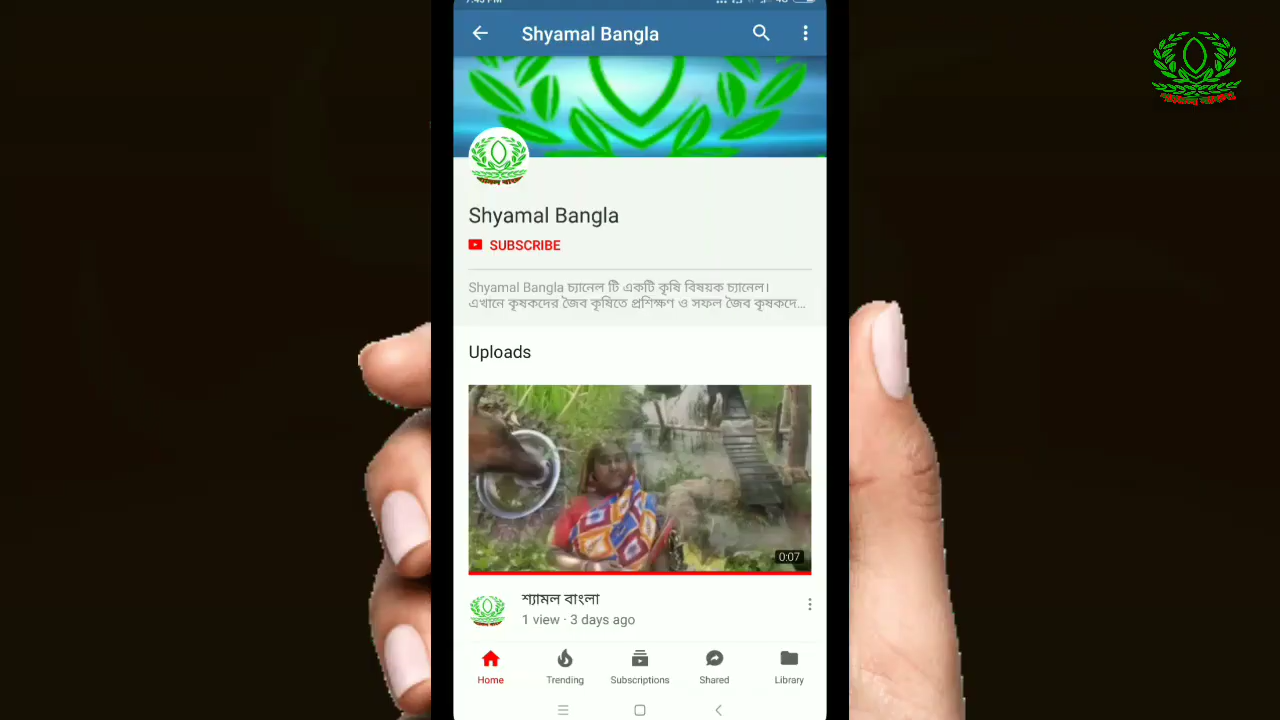 Shyamal Bangla
Shyamal Bangla
SUBSCRIBE
Shyamal Bangla চ্যানেল টি একটি কৃষি বিষয়ক চ্যানেল।
এখানে কৃষকদের জৈব কৃষিতে প্রশিক্ষণ ও সফল জৈব কৃষকদে...
Uploads
0:07
শ্যামল বাংলা
1 view · 3 days ago
Home Trending Subscriptions Shared Library